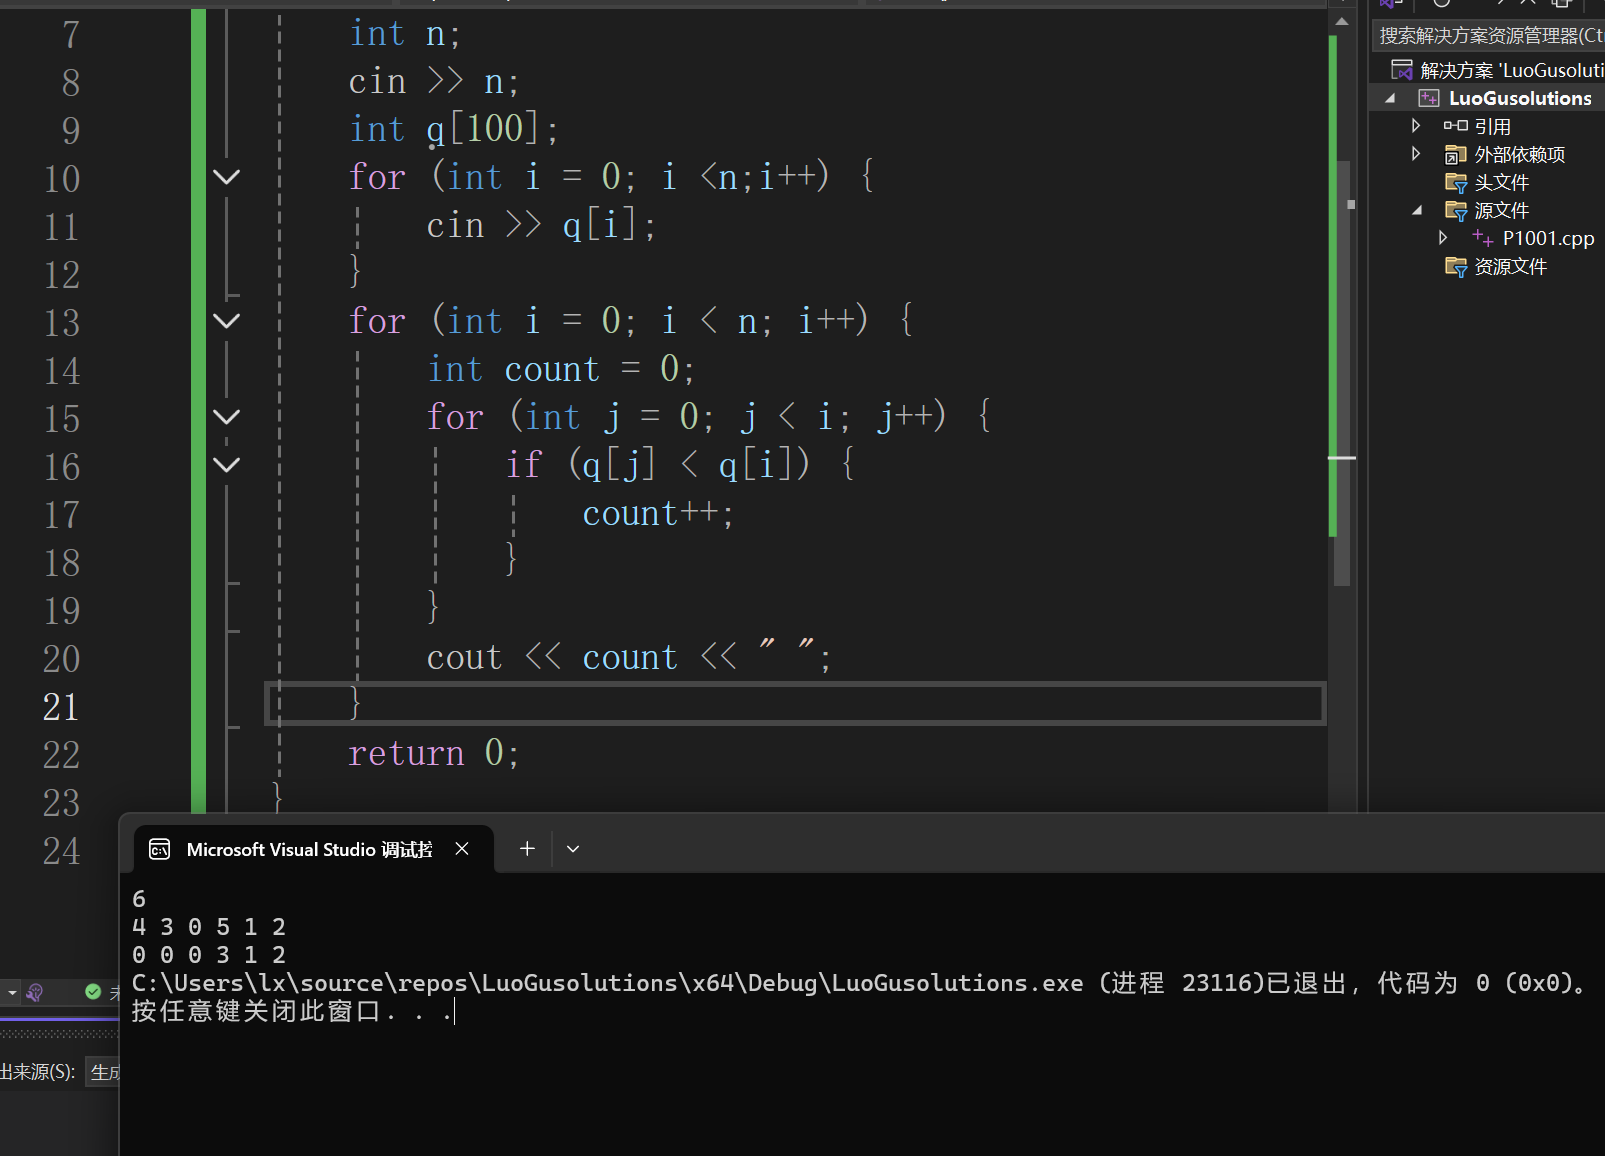 7 int n;
8 cin >> n;
9 int q[100];
10 for (int i = 0; i <n;i++) {
11 cin >> q[i];
12 }
13 for (int i = 0; i < n; i++) {
14 int count = 0;
15 for (int j = 0; j < i; j++) {
16 if (q[j] < q[i]) {
17 count++;
18 }
19 }
20 cout << count << " ";
21 }
22 return 0;
23 }
24
搜索解决方案资源管理器(Ct
解决方案 'LuoGusoluti
LuoGusolutions
引用
外部依赖项
头文件
源文件
P1001.cpp
资源文件
Microsoft Visual Studio 调试控
6
4 3 0 5 1 2
0 0 0 3 1 2
C:\Users\lx\source\repos\LuoGusolutions\x64\Debug\LuoGusolutions.exe (进程 23116)已退出，代码为 0 (0x0)。
按任意键关闭此窗口. . .
出来源(S): 生成